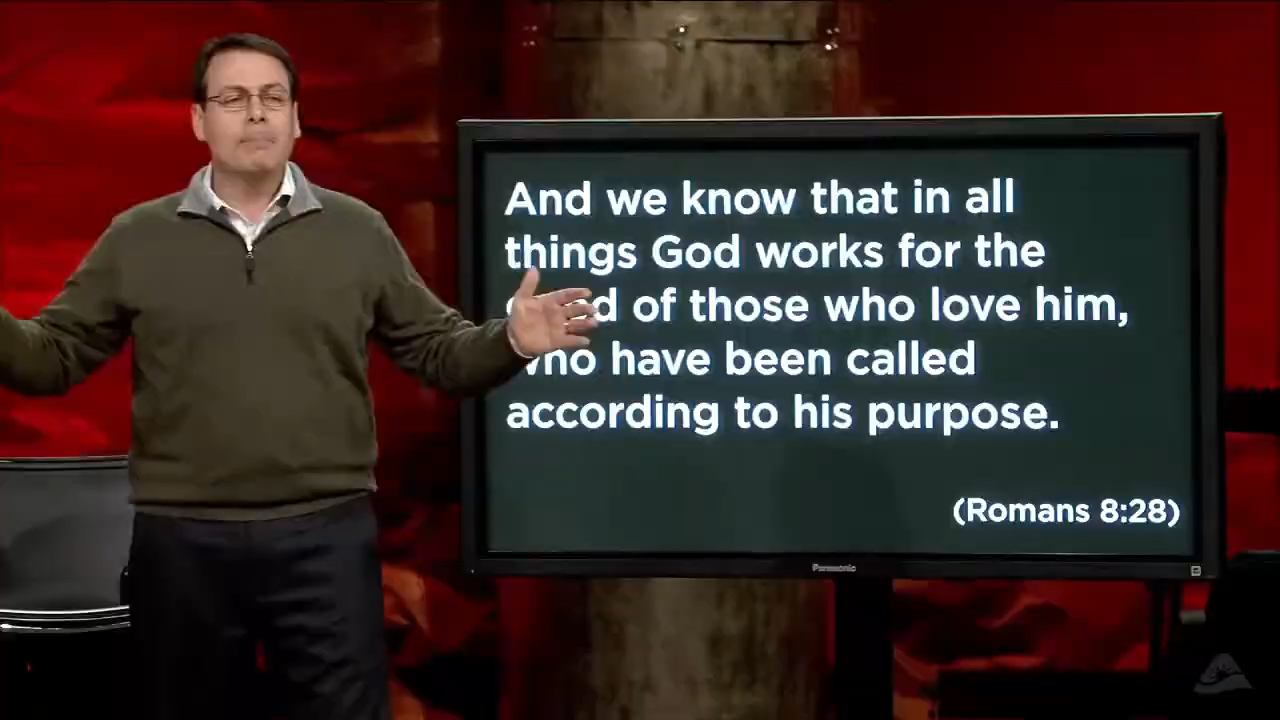 And we know that in all
things God works for the
of those who love him,
who have been called
according to his purpose.
(Romans 8:28)
Panasonic